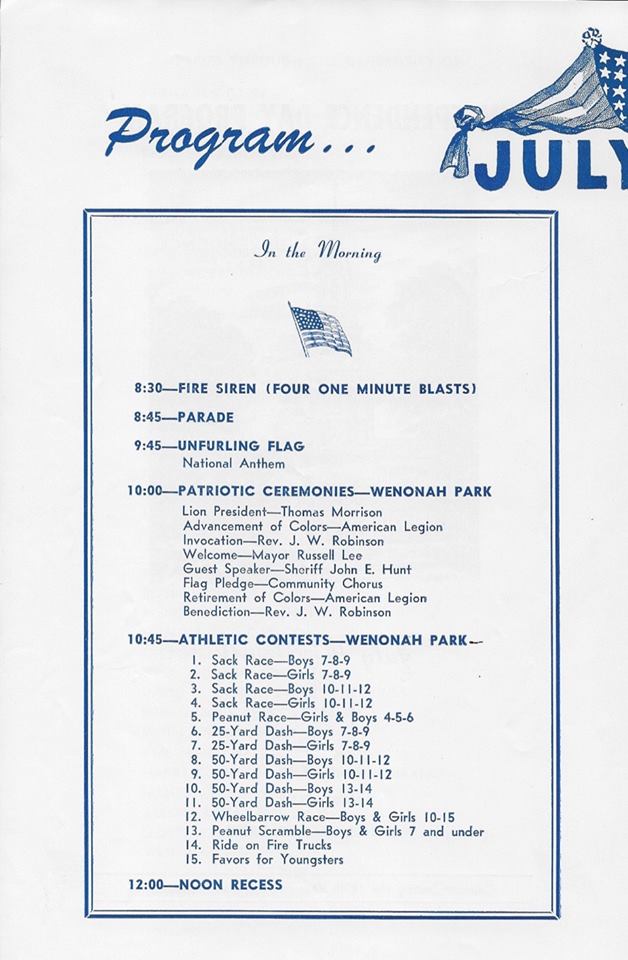 Program...
JULY
In the Morning
8:30—FIRE SIREN (FOUR ONE MINUTE BLASTS)
8:45—PARADE
9:45—UNFURLING FLAG
National Anthem
10:00—PATRIOTIC CEREMONIES—WENONAH PARK
Lion President—Thomas Morrison
Advancement of Colors—American Legion
Invocation—Rev. J. W. Robinson
Welcome—Mayor Russell Lee
Guest Speaker—Sheriff John E. Hunt
Flag Pledge—Community Chorus
Retirement of Colors—American Legion
Benediction—Rev. J. W. Robinson
10:45—ATHLETIC CONTESTS—WENONAH PARK—
1. Sack Race—Boys 7-8-9
2. Sack Race—Girls 7-8-9
3. Sack Race—Boys 10-11-12
4. Sack Race—Girls 10-11-12
5. Peanut Race—Girls & Boys 4-5-6
6. 25-Yard Dash—Boys 7-8-9
7. 25-Yard Dash—Girls 7-8-9
8. 50-Yard Dash—Boys 10-11-12
9. 50-Yard Dash—Girls 10-11-12
10. 50-Yard Dash—Boys 13-14
11. 50-Yard Dash—Girls 13-14
12. Wheelbarrow Race—Boys & Girls 10-15
13. Peanut Scramble—Boys & Girls 7 and under
14. Ride on Fire Trucks
15. Favors for Youngsters
12:00—NOON RECESS